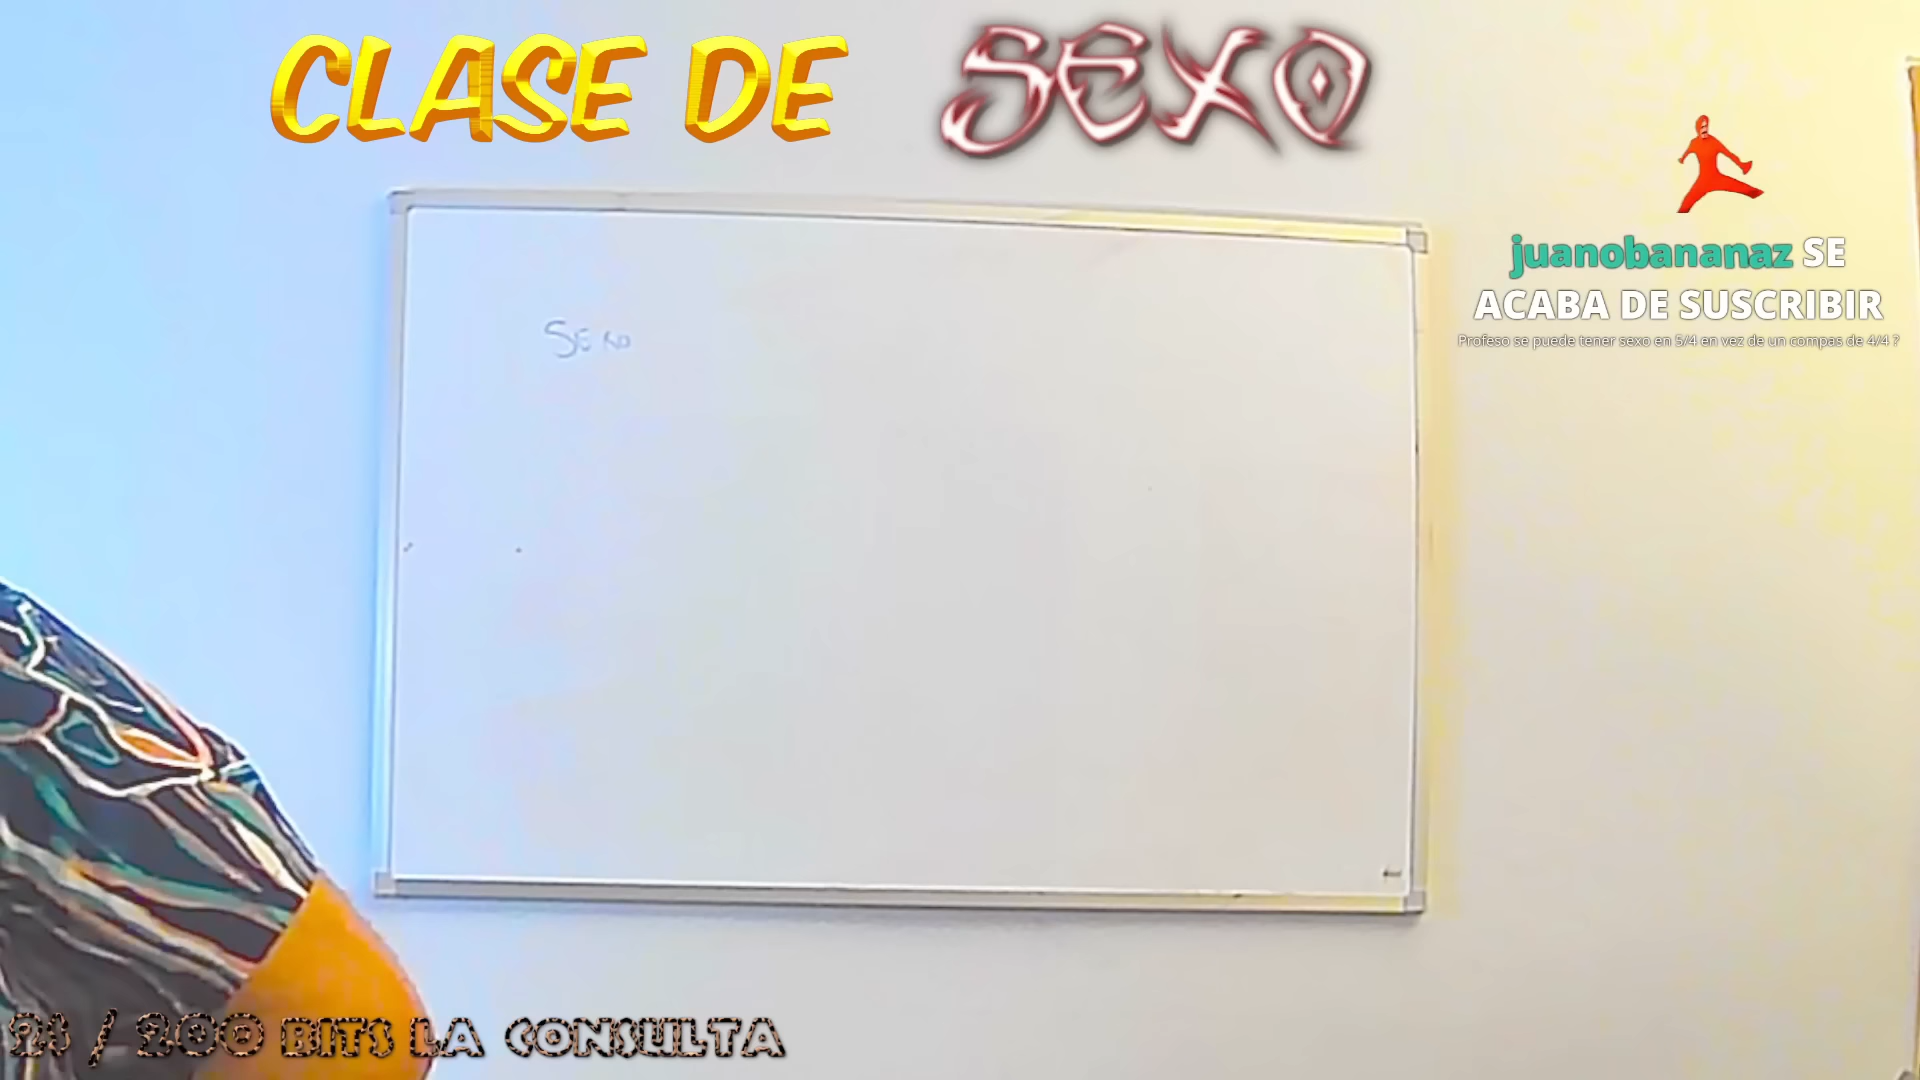 CLASE DE SEXO
juanobananaz SE
ACABA DE SUSCRIBIR
Profeso se puede tener sexo en 5/4 en vez de un compas de 4/4 ?
Sexo
/ 200 BITS LA CONSULTA